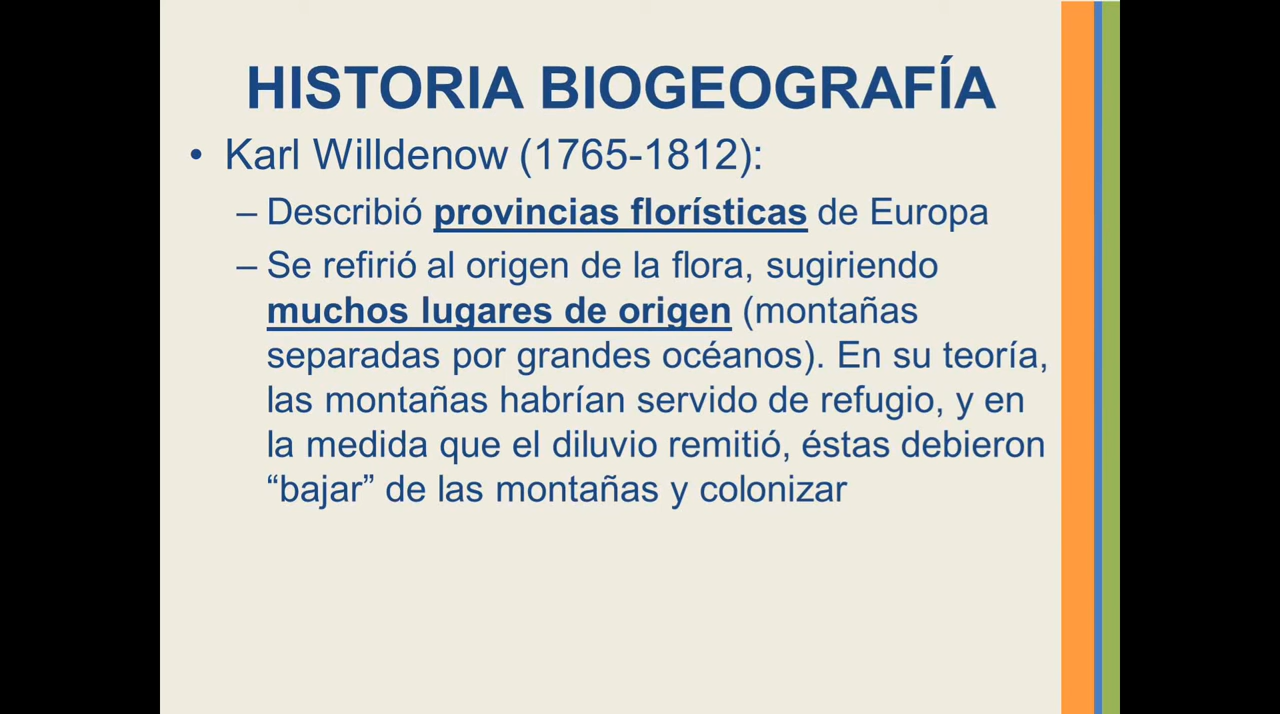 HISTORIA BIOGEOGRAFÍA
• Karl Willdenow (1765-1812):
– Describió provincias florísticas de Europa
– Se refirió al origen de la flora, sugiriendo
muchos lugares de origen (montañas
separadas por grandes océanos). En su teoría,
las montañas habrían servido de refugio, y en
la medida que el diluvio remitió, éstas debieron
“bajar” de las montañas y colonizar